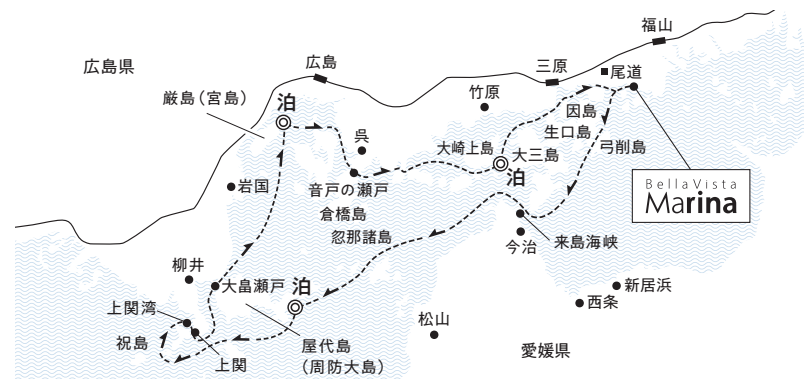 福山
広島
三原
尾道
広島県
竹原
因島
厳島（宮島）
泊
生口島
呉
大崎上島
大三島
弓削島
泊
BellaVista
Marina
岩国
音戸の瀬戸
倉橋島
忽那諸島
来島海峡
今治
柳井
大畠瀬戸
泊
新居浜
西条
上関湾
松山
祝島
屋代島
（周防大島）
上関
愛媛県